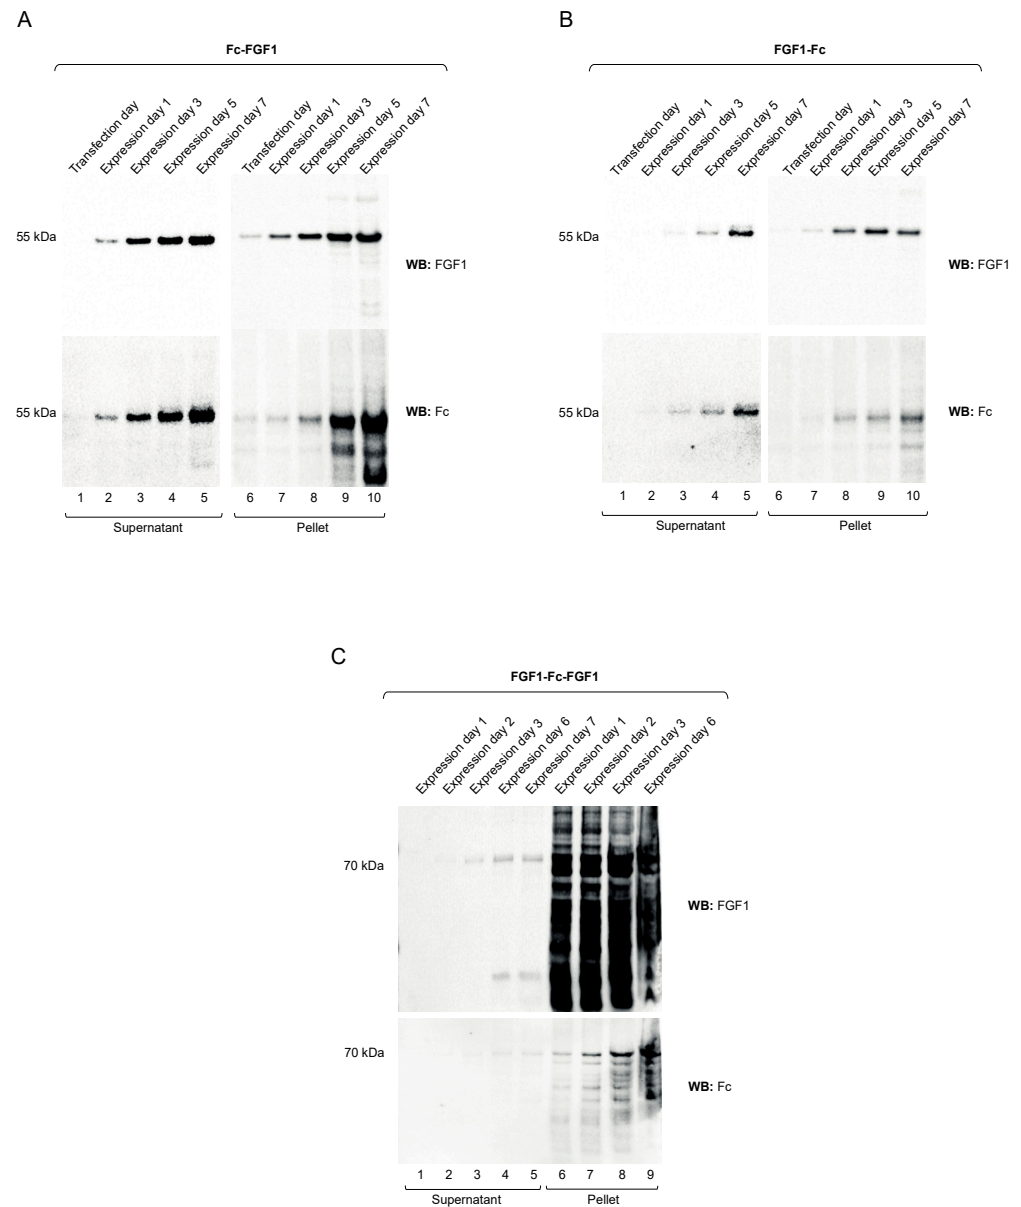 A
Fc-FGF1
Transfection day
Expression day 1
Expression day 3
Expression day 5
Expression day 7
Transfection day
Expression day 1
Expression day 3
Expression day 5
Expression day 7
55 kDa
WB: FGF1
55 kDa
WB: Fc
1 2 3 4 5 6 7 8 9 10
Supernatant Pellet
B
FGF1-Fc
Transfection day
Expression day 1
Expression day 3
Expression day 5
Expression day 7
Transfection day
Expression day 1
Expression day 3
Expression day 5
Expression day 7
55 kDa
WB: FGF1
55 kDa
WB: Fc
1 2 3 4 5 6 7 8 9 10
Supernatant Pellet
C
FGF1-Fc-FGF1
Expression day 1
Expression day 2
Expression day 3
Expression day 6
Expression day 7
Expression day 1
Expression day 2
Expression day 3
Expression day 6
70 kDa
WB: FGF1
70 kDa
WB: Fc
1 2 3 4 5 6 7 8 9
Supernatant Pellet